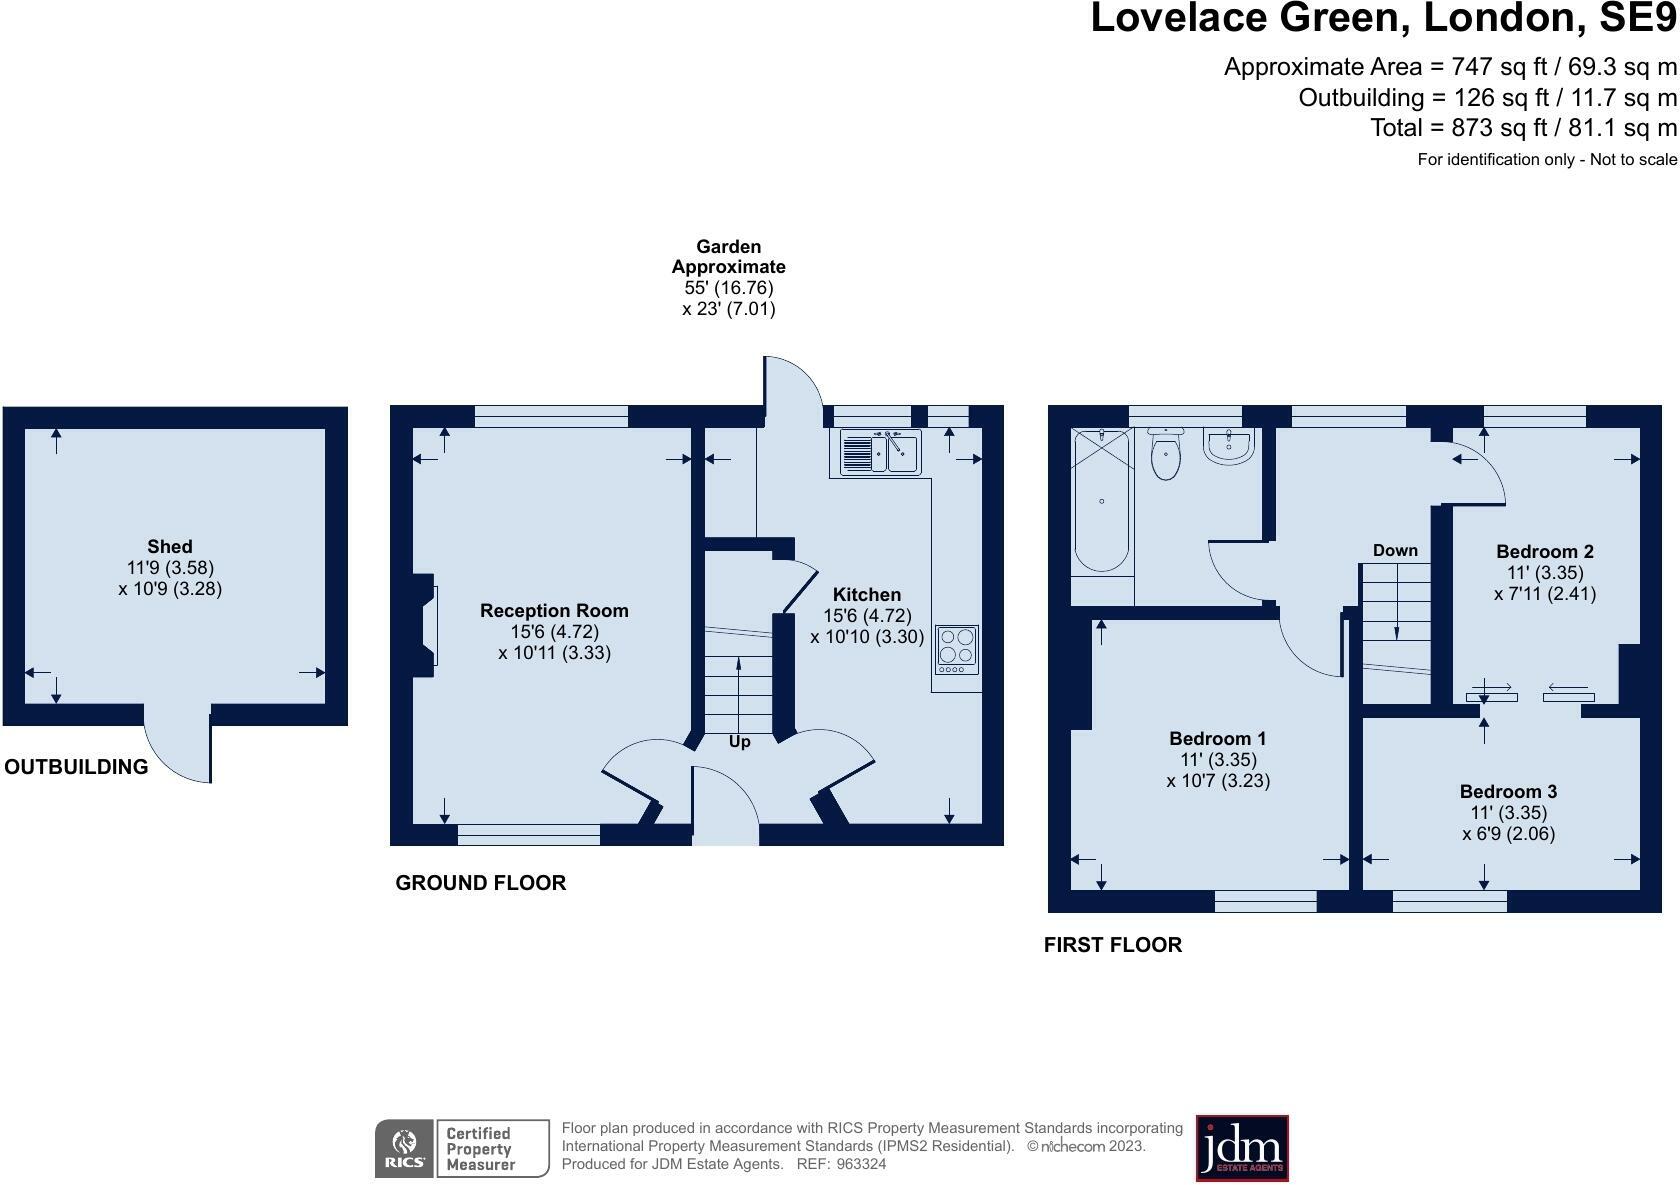 Lovelace Green, London, SE9
Approximate Area = 747 sq ft / 69.3 sq m
Outbuilding = 126 sq ft / 11.7 sq m
Total = 873 sq ft / 81.1 sq m
For identification only - Not to scale
Garden
Approximate
55' (16.76)
x 23' (7.01)
Shed
11'9 (3.58)
x 10'9 (3.28)
OUTBUILDING
Reception Room
15'6 (4.72)
x 10'11 (3.33)
Kitchen
15'6 (4.72)
x 10'10 (3.30)
Up
GROUND FLOOR
Down
Bedroom 2
11' (3.35)
x 7'11 (2.41)
Bedroom 1
11' (3.35)
x 10'7 (3.23)
Bedroom 3
11' (3.35)
x 6'9 (2.06)
FIRST FLOOR
RICS
Certified
Property
Measurer
Floor plan produced in accordance with RICS Property Measurement Standards incorporating
International Property Measurement Standards (IPMS2 Residential). © nichecom 2023.
Produced for JDM Estate Agents. REF: 963324
jdm
ESTATE AGENTS